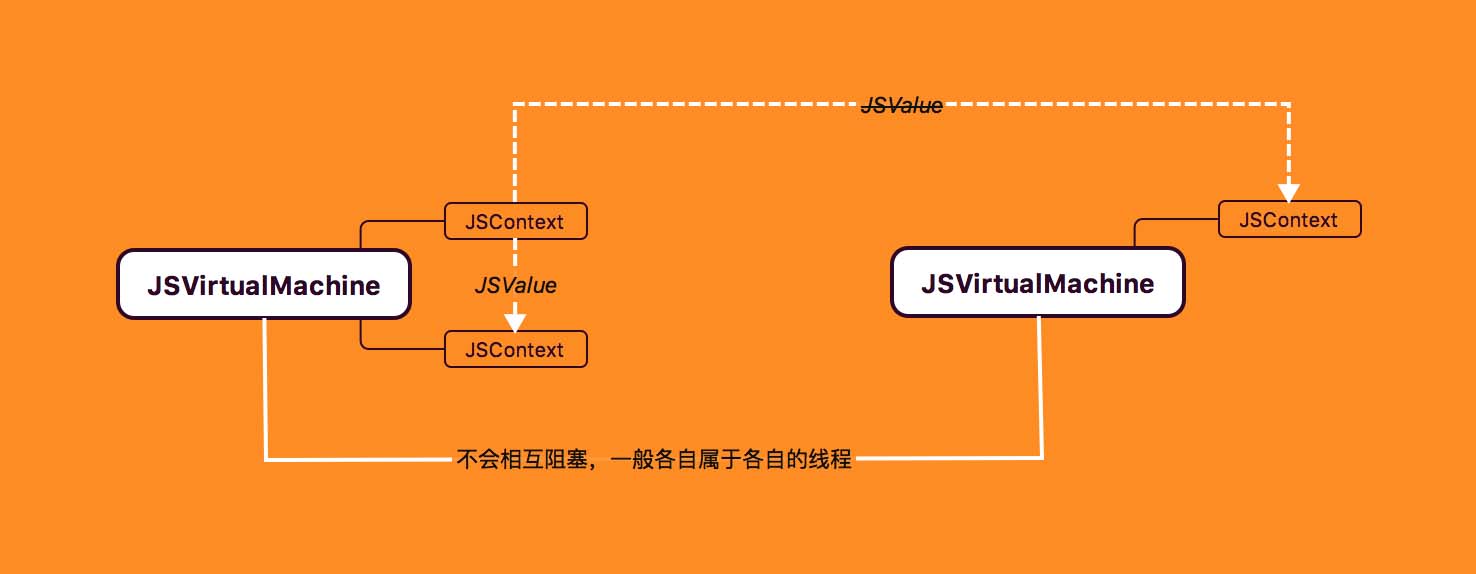 JSValue
JSContext
JSContext
JSVirtualMachine
JSValue
JSVirtualMachine
JSContext
不会相互阻塞，一般各自属于各自的线程